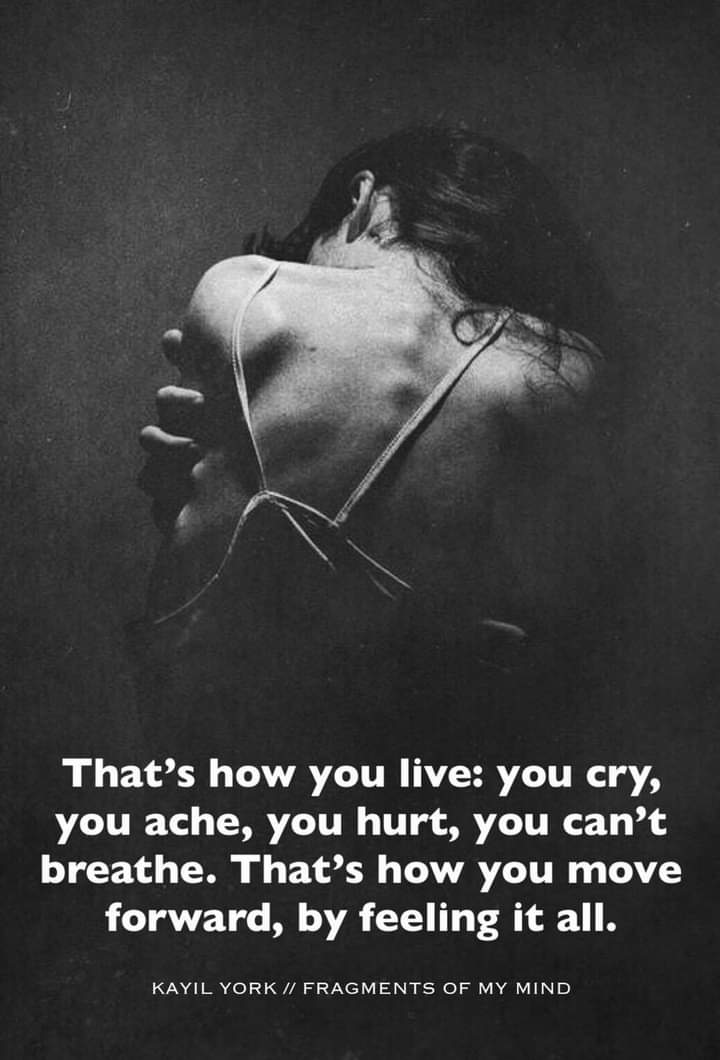 That’s how you live: you cry,
you ache, you hurt, you can’t
breathe. That’s how you move
forward, by feeling it all.
KAYIL YORK // FRAGMENTS OF MY MIND